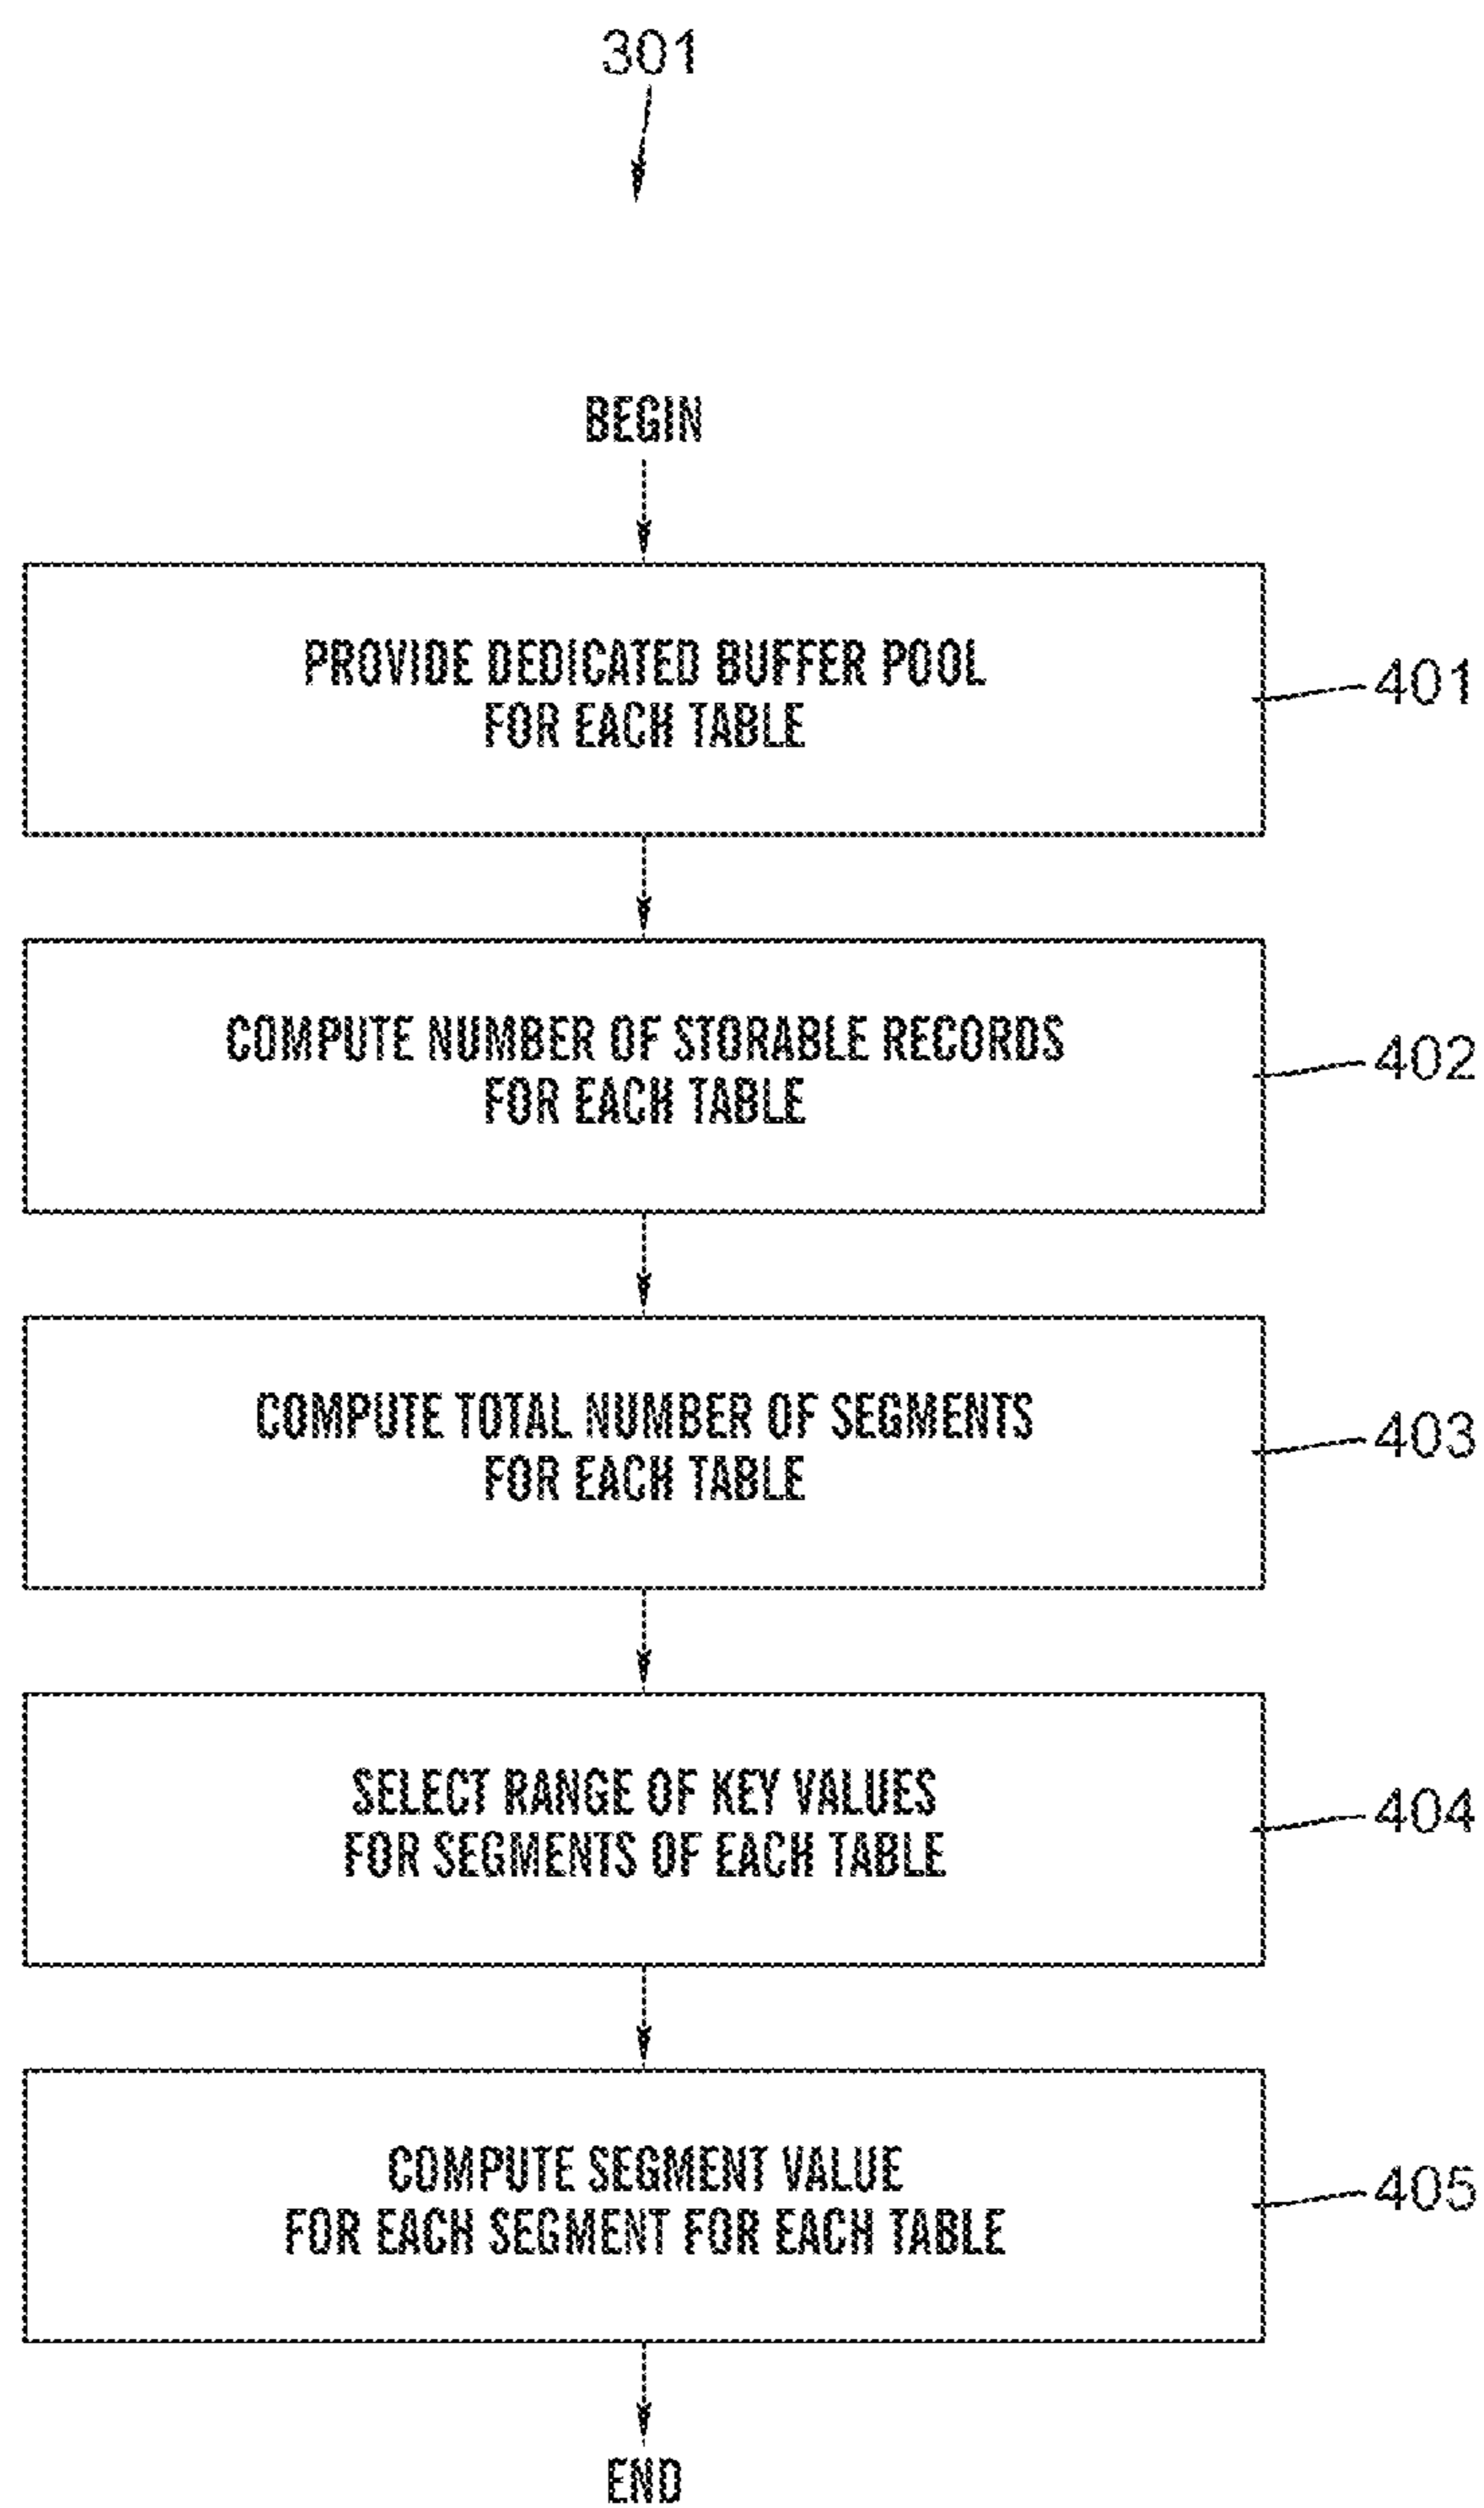 301
BEGIN
PROVIDE DEDICATED BUFFER POOL
FOR EACH TABLE
401
COMPUTE NUMBER OF STORABLE RECORDS
FOR EACH TABLE
402
COMPUTE TOTAL NUMBER OF SEGMENTS
FOR EACH TABLE
403
SELECT RANGE OF KEY VALUES
FOR SEGMENTS OF EACH TABLE
404
COMPUTE SEGMENT VALUE
FOR EACH SEGMENT FOR EACH TABLE
405
END